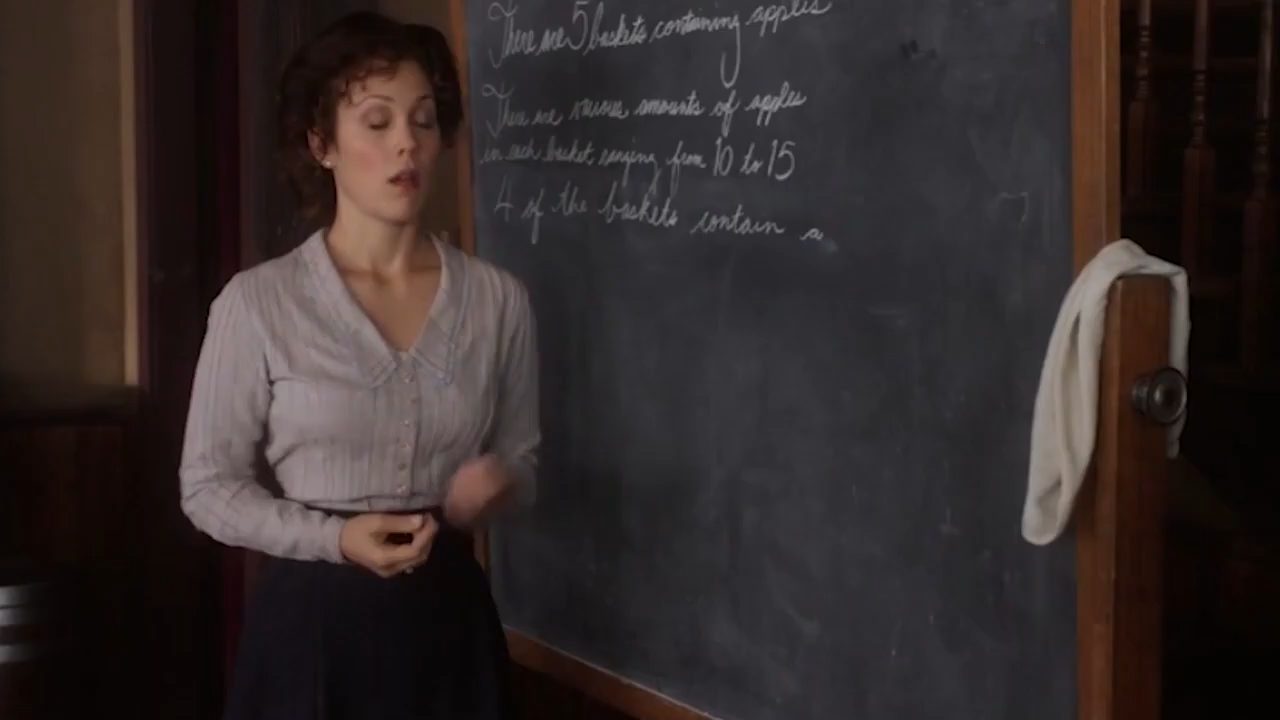 There are 5 baskets containing apples
There are various amounts of apples
in each basket ranging from 10 to 15
4 of the baskets contain a